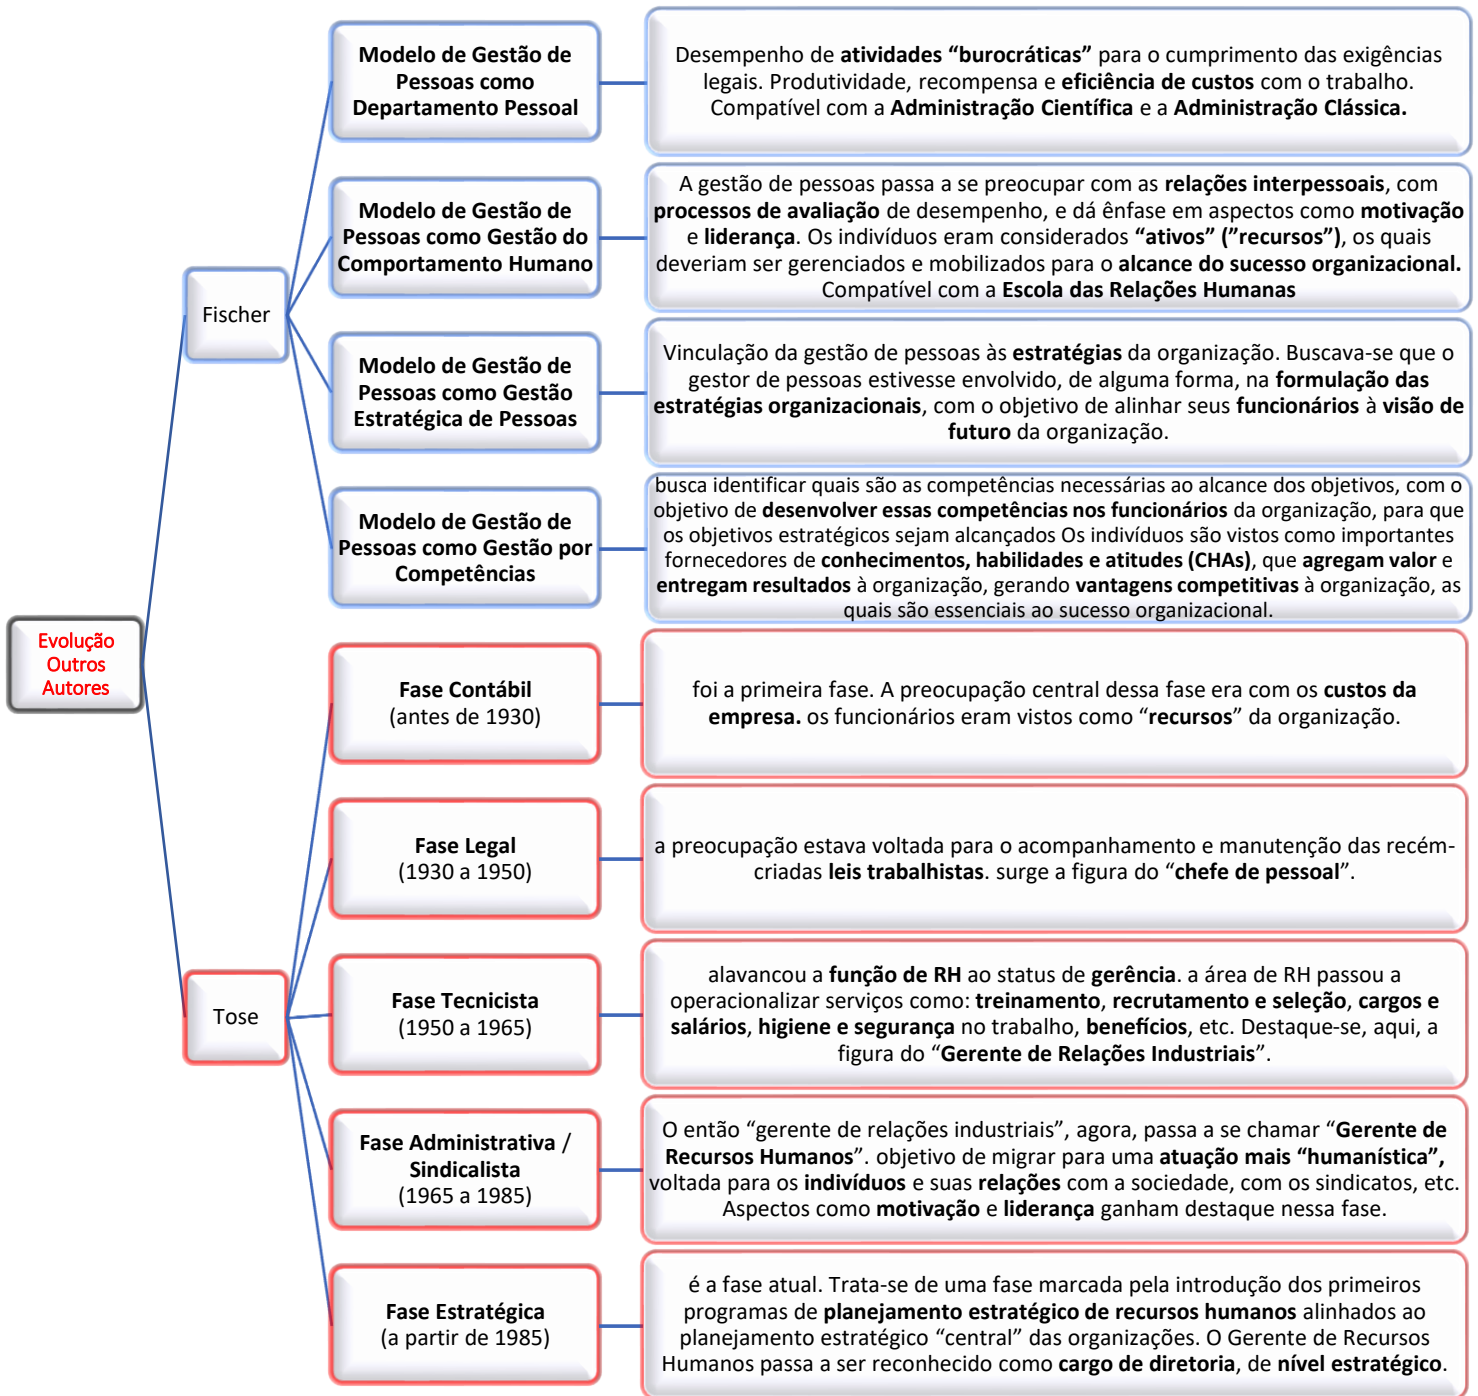 Evolução
Outros
Autores
Fischer
Modelo de Gestão de
Pessoas como
Departamento Pessoal
Desempenho de atividades “burocráticas” para o cumprimento das exigências
legais. Produtividade, recompensa e eficiência de custos com o trabalho.
Compatível com a Administração Científica e a Administração Clássica.
Modelo de Gestão de
Pessoas como Gestão do
Comportamento Humano
A gestão de pessoas passa a se preocupar com as relações interpessoais, com
processos de avaliação de desempenho, e dá ênfase em aspectos como motivação
e liderança. Os indivíduos eram considerados “ativos” (”recursos”), os quais
deveriam ser gerenciados e mobilizados para o alcance do sucesso organizacional.
Compatível com a Escola das Relações Humanas
Modelo de Gestão de
Pessoas como Gestão
Estratégica de Pessoas
Vinculação da gestão de pessoas às estratégias da organização. Buscava-se que o
gestor de pessoas estivesse envolvido, de alguma forma, na formulação das
estratégias organizacionais, com o objetivo de alinhar seus funcionários à visão de
futuro da organização.
Modelo de Gestão de
Pessoas como Gestão por
Competências
busca identificar quais são as competências necessárias ao alcance dos objetivos, com o
objetivo de desenvolver essas competências nos funcionários da organização, para que
os objetivos estratégicos sejam alcançados Os indivíduos são vistos como importantes
fornecedores de conhecimentos, habilidades e atitudes (CHAs), que agregam valor e
entregam resultados à organização, gerando vantagens competitivas à organização, as
quais são essenciais ao sucesso organizacional.
Tose
Fase Contábil
(antes de 1930)
foi a primeira fase. A preocupação central dessa fase era com os custos da
empresa. os funcionários eram vistos como “recursos” da organização.
Fase Legal
(1930 a 1950)
a preocupação estava voltada para o acompanhamento e manutenção das recém-
criadas leis trabalhistas. surge a figura do “chefe de pessoal”.
Fase Tecnicista
(1950 a 1965)
alavancou a função de RH ao status de gerência. a área de RH passou a
operacionalizar serviços como: treinamento, recrutamento e seleção, cargos e
salários, higiene e segurança no trabalho, benefícios, etc. Destaque-se, aqui, a
figura do “Gerente de Relações Industriais”.
Fase Administrativa /
Sindicalista
(1965 a 1985)
O então “gerente de relações industriais”, agora, passa a se chamar “Gerente de
Recursos Humanos”. objetivo de migrar para uma atuação mais “humanística”,
voltada para os indivíduos e suas relações com a sociedade, com os sindicatos, etc.
Aspectos como motivação e liderança ganham destaque nessa fase.
Fase Estratégica
(a partir de 1985)
é a fase atual. Trata-se de uma fase marcada pela introdução dos primeiros
programas de planejamento estratégico de recursos humanos alinhados ao
planejamento estratégico “central” das organizações. O Gerente de Recursos
Humanos passa a ser reconhecido como cargo de diretoria, de nível estratégico.